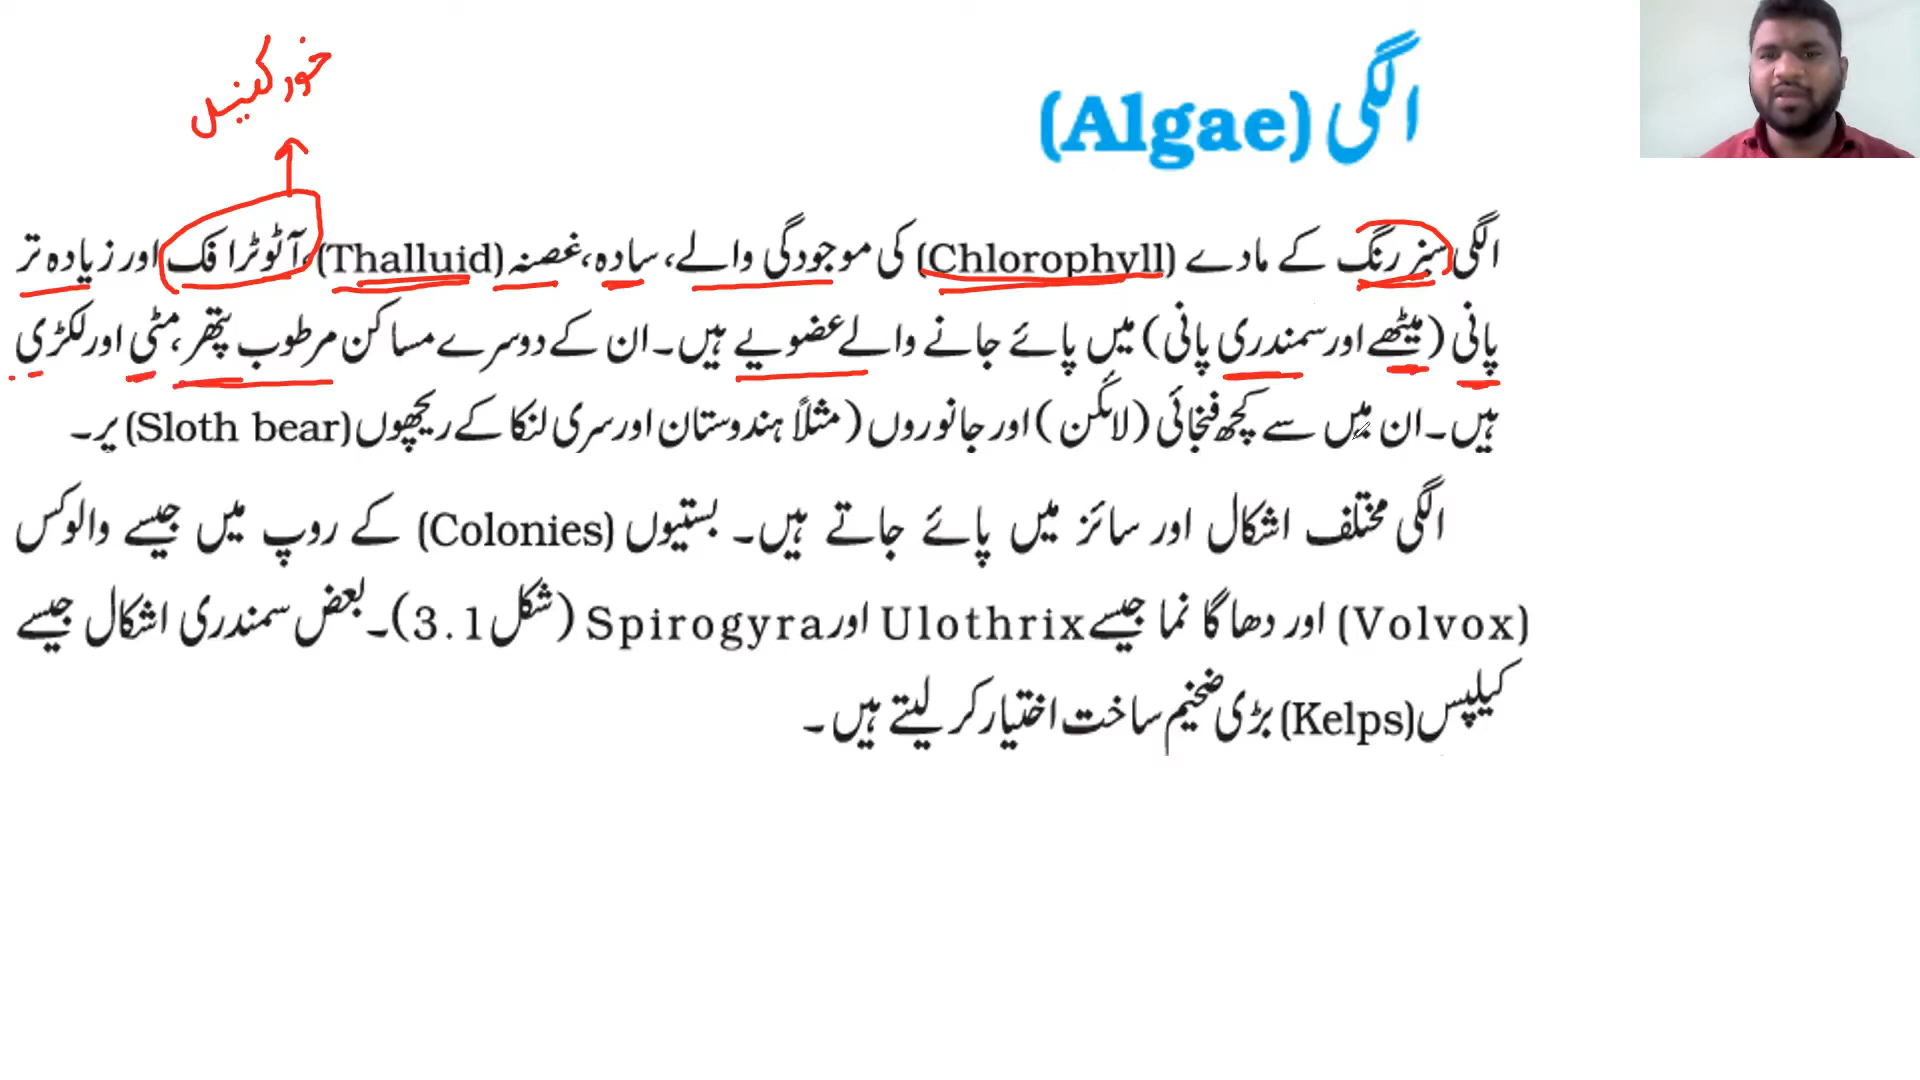 خود کفیل
الگی (Algae)
الگی سبز رنگ کے مادے (Chlorophyll) کی موجودگی والے، سادہ، غصنہ (Thalluid)، آٹوٹرافک اور زیادہ تر
پانی (میٹھے اور سمندری پانی) میں پائے جانے والے عضویے ہیں۔ ان کے دوسرے مساکن مرطوب پتھر، مٹی اور لکڑی
ہیں۔ ان میں سے کچھ فنجائی (لائکن) اور جانوروں (مثلاً ہندوستان اور سری لنکا کے ریچھوں (Sloth bear) پر۔
الگی مختلف اشکال اور سائز میں پائے جاتے ہیں۔ بستیوں (Colonies) کے روپ میں جیسے والوکس
(Volvox) اور دھاگا نما جیسے Ulothrix اور Spirogyra (شکل 3.1)۔ بعض سمندری اشکال جیسے
کیلپس (Kelps) بڑی ضخیم ساخت اختیار کر لیتے ہیں۔